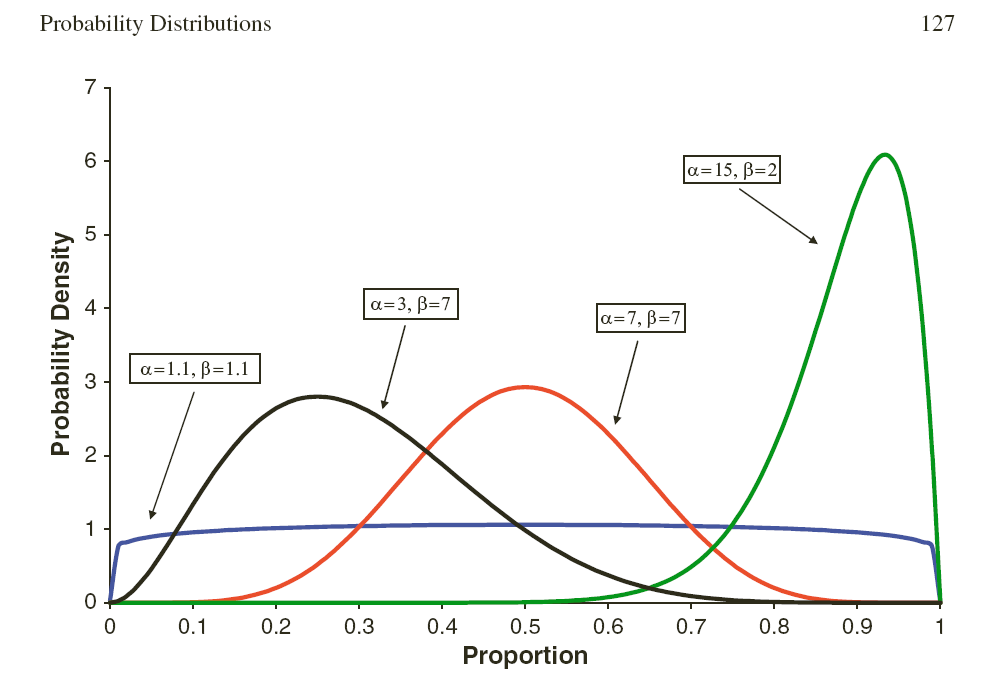 Probability Distributions 127
7
6
5
4
3
2
1
0
Probability Density
α=15, β=2
α=3, β=7
α=7, β=7
α=1.1, β=1.1
0 0.1 0.2 0.3 0.4 0.5 0.6 0.7 0.8 0.9 1
Proportion